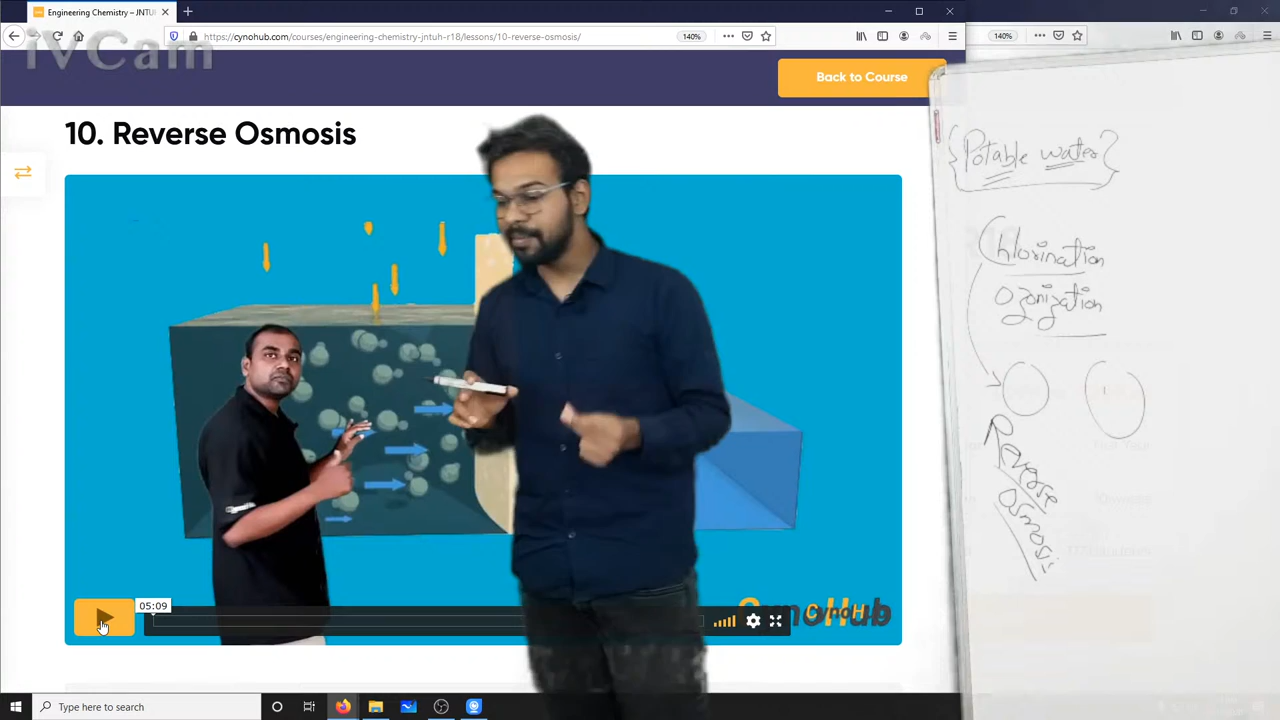 Engineering Chemistry – JNTUH
https://cynohub.com/courses/engineering-chemistry-jntuh-r18/lessons/10-reverse-osmosis/
140%
140%
iVCam
Back to Course
10. Reverse Osmosis
Potable water
Chlorination
Ozonization
Reverse
Osmosis
05:09
CynoHub
Type here to search